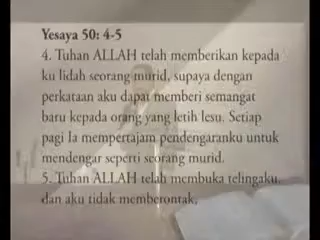 Yesaya 50: 4-5
4. Tuhan ALLAH telah memberikan kepada
ku lidah seorang murid, supaya dengan
perkataan aku dapat memberi semangat
baru kepada orang yang letih lesu. Setiap
pagi Ia mempertajam pendengaranku untuk
mendengar seperti seorang murid.
5. Tuhan ALLAH telah membuka telingaku,
dan aku tidak memberontak,